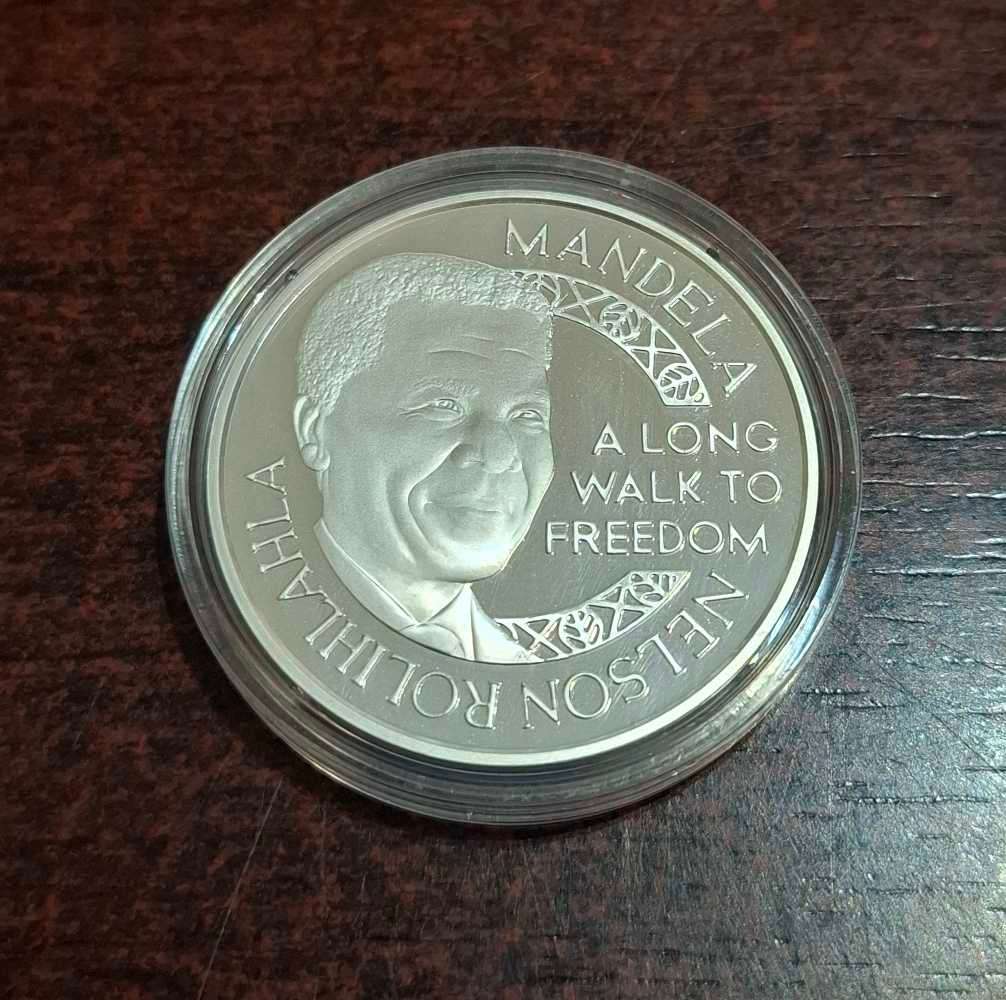 NELSON ROLIHLAHLA MANDELA
A LONG
WALK TO
FREEDOM